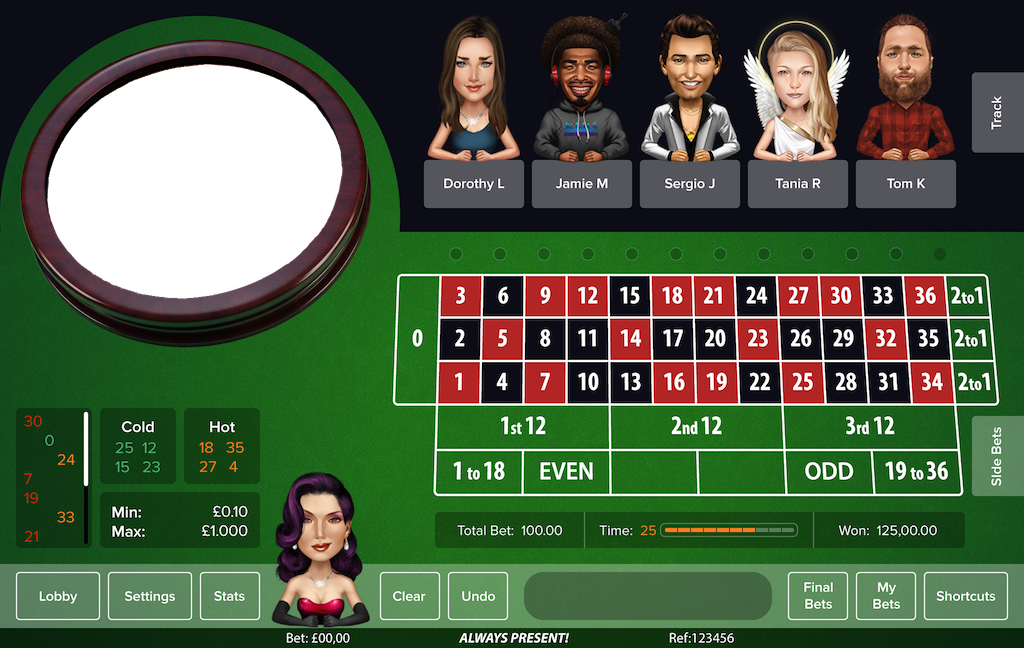 Track
Dorothy L
Jamie M
Sergio J
Tania R
Tom K
3 6 9 12 15 18 21 24 27 30 33 36 2to1
0
2 5 8 11 14 17 20 23 26 29 32 35 2to1
1 4 7 10 13 16 19 22 25 28 31 34 2to1
1st 12 2nd 12 3rd 12
1 to 18 EVEN ODD 19 to 36
Side Bets
30
0
24
7
19
33
21
Cold
25 12
15 23
Hot
18 35
27 4
Min: £0.10
Max: £1.000
Total Bet: 100.00
Time: 25
Won: 125,00.00
Lobby
Settings
Stats
Clear
Undo
Final
Bets
My
Bets
Shortcuts
Bet: £00,00
ALWAYS PRESENT!
Ref:123456